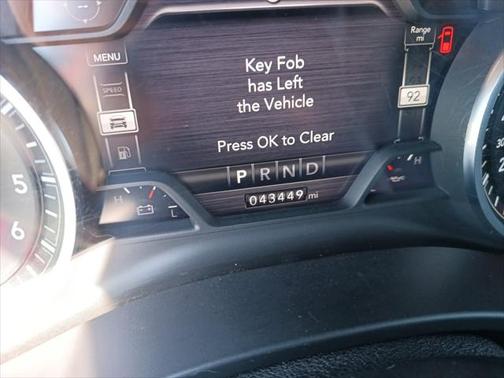 MENU
Range
mi
SPEED
Key Fob
has Left
the Vehicle
92
Press OK to Clear
P R N D
H
L
H
043449 mi
5
6